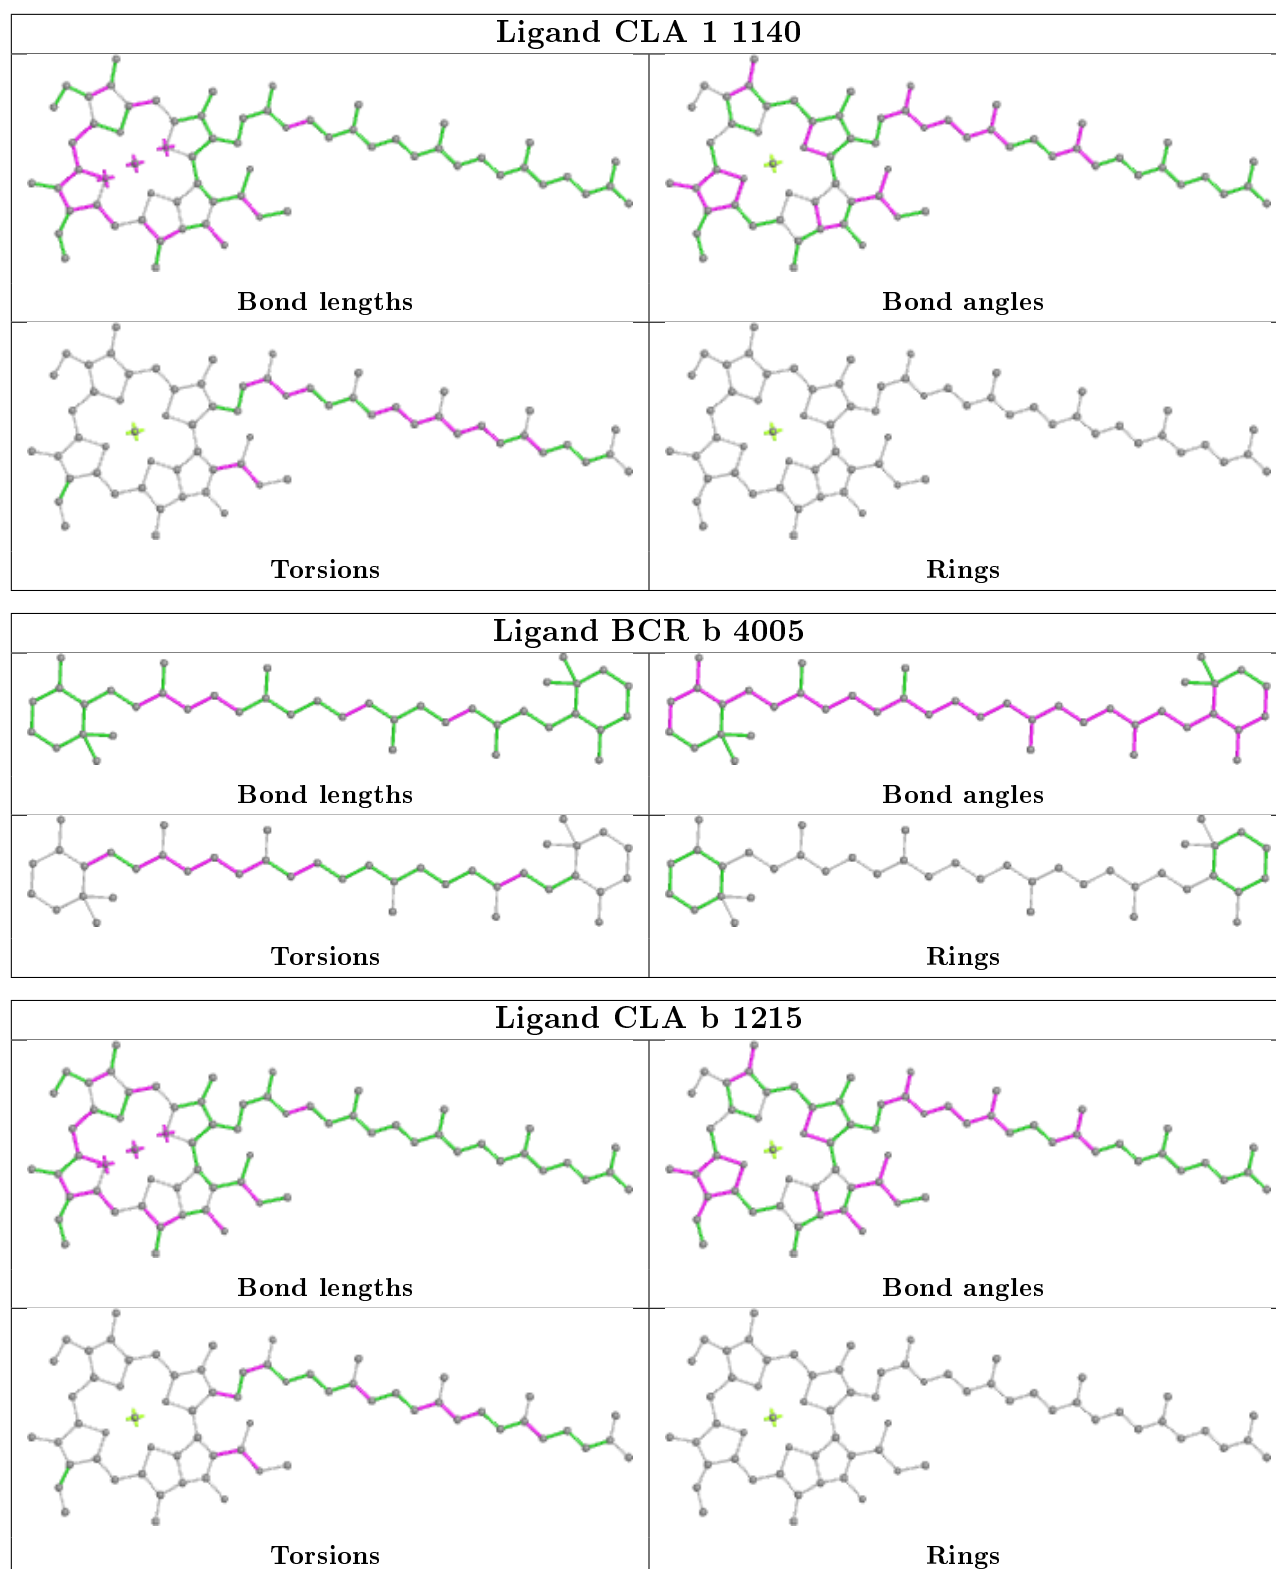 Ligand CLA 1 1140
Bond lengths
Bond angles
Torsions
Rings
Ligand BCR b 4005
Bond lengths
Bond angles
Torsions
Rings
Ligand CLA b 1215
Bond lengths
Bond angles
Torsions
Rings